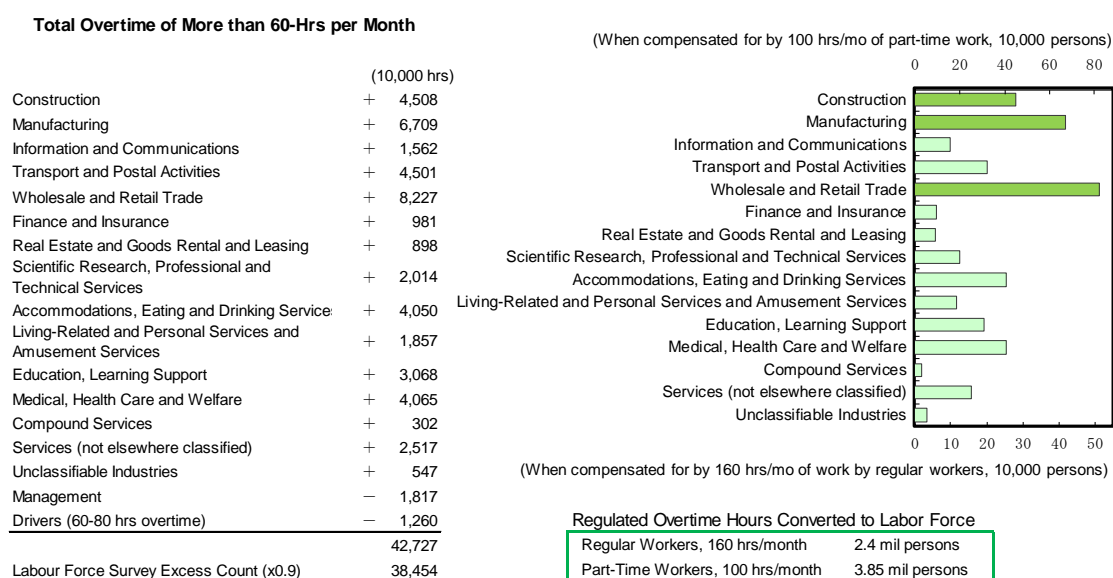 Total Overtime of More than 60-Hrs per Month
(10,000 hrs)
Construction + 4,508
Manufacturing + 6,709
Information and Communications + 1,562
Transport and Postal Activities + 4,501
Wholesale and Retail Trade + 8,227
Finance and Insurance + 981
Real Estate and Goods Rental and Leasing + 898
Scientific Research, Professional and
Technical Services + 2,014
Accommodations, Eating and Drinking Service + 4,050
Living-Related and Personal Services and
Amusement Services + 1,857
Education, Learning Support + 3,068
Medical, Health Care and Welfare + 4,065
Compound Services + 302
Services (not elsewhere classified) + 2,517
Unclassifiable Industries + 547
Management − 1,817
Drivers (60-80 hrs overtime) − 1,260
42,727
Labour Force Survey Excess Count (x0.9) 38,454
(When compensated for by 100 hrs/mo of part-time work, 10,000 persons)
0 20 40 60 80
Construction
Manufacturing
Information and Communications
Transport and Postal Activities
Wholesale and Retail Trade
Finance and Insurance
Real Estate and Goods Rental and Leasing
Scientific Research, Professional and Technical Services
Accommodations, Eating and Drinking Services
Living-Related and Personal Services and Amusement Services
Education, Learning Support
Medical, Health Care and Welfare
Compound Services
Services (not elsewhere classified)
Unclassifiable Industries
0 10 20 30 40 50
(When compensated for by 160 hrs/mo of work by regular workers, 10,000 persons)
Regulated Overtime Hours Converted to Labor Force
Regular Workers, 160 hrs/month 2.4 mil persons
Part-Time Workers, 100 hrs/month 3.85 mil persons